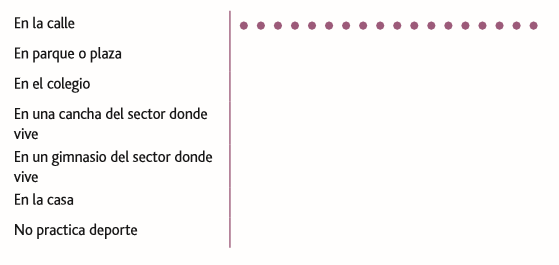 En la calle
En parque o plaza
En el colegio
En una cancha del sector donde
vive
En un gimnasio del sector donde
vive
En la casa
No practica deporte